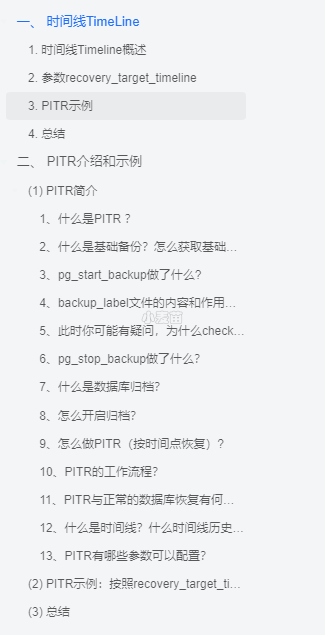 一、 时间线TimeLine
1. 时间线Timeline概述
2. 参数recovery_target_timeline
3. PITR示例
4. 总结
二、 PITR介绍和示例
(1) PITR简介
1、什么是PITR ？
2、什么是基础备份？怎么获取基础…
3、pg_start_backup做了什么?
4、backup_label文件的内容和作用…
5、此时你可能有疑问，为什么check…
6、pg_stop_backup做了什么？
7、什么是数据库归档？
8、怎么开启归档？
9、怎么做PITR（按时间点恢复）？
10、PITR的工作流程？
11、PITR与正常的数据库恢复有何…
12、什么是时间线？什么时间线历史…
13、PITR有哪些参数可以配置？
(2) PITR示例：按照recovery_target_ti…
(3) 总结